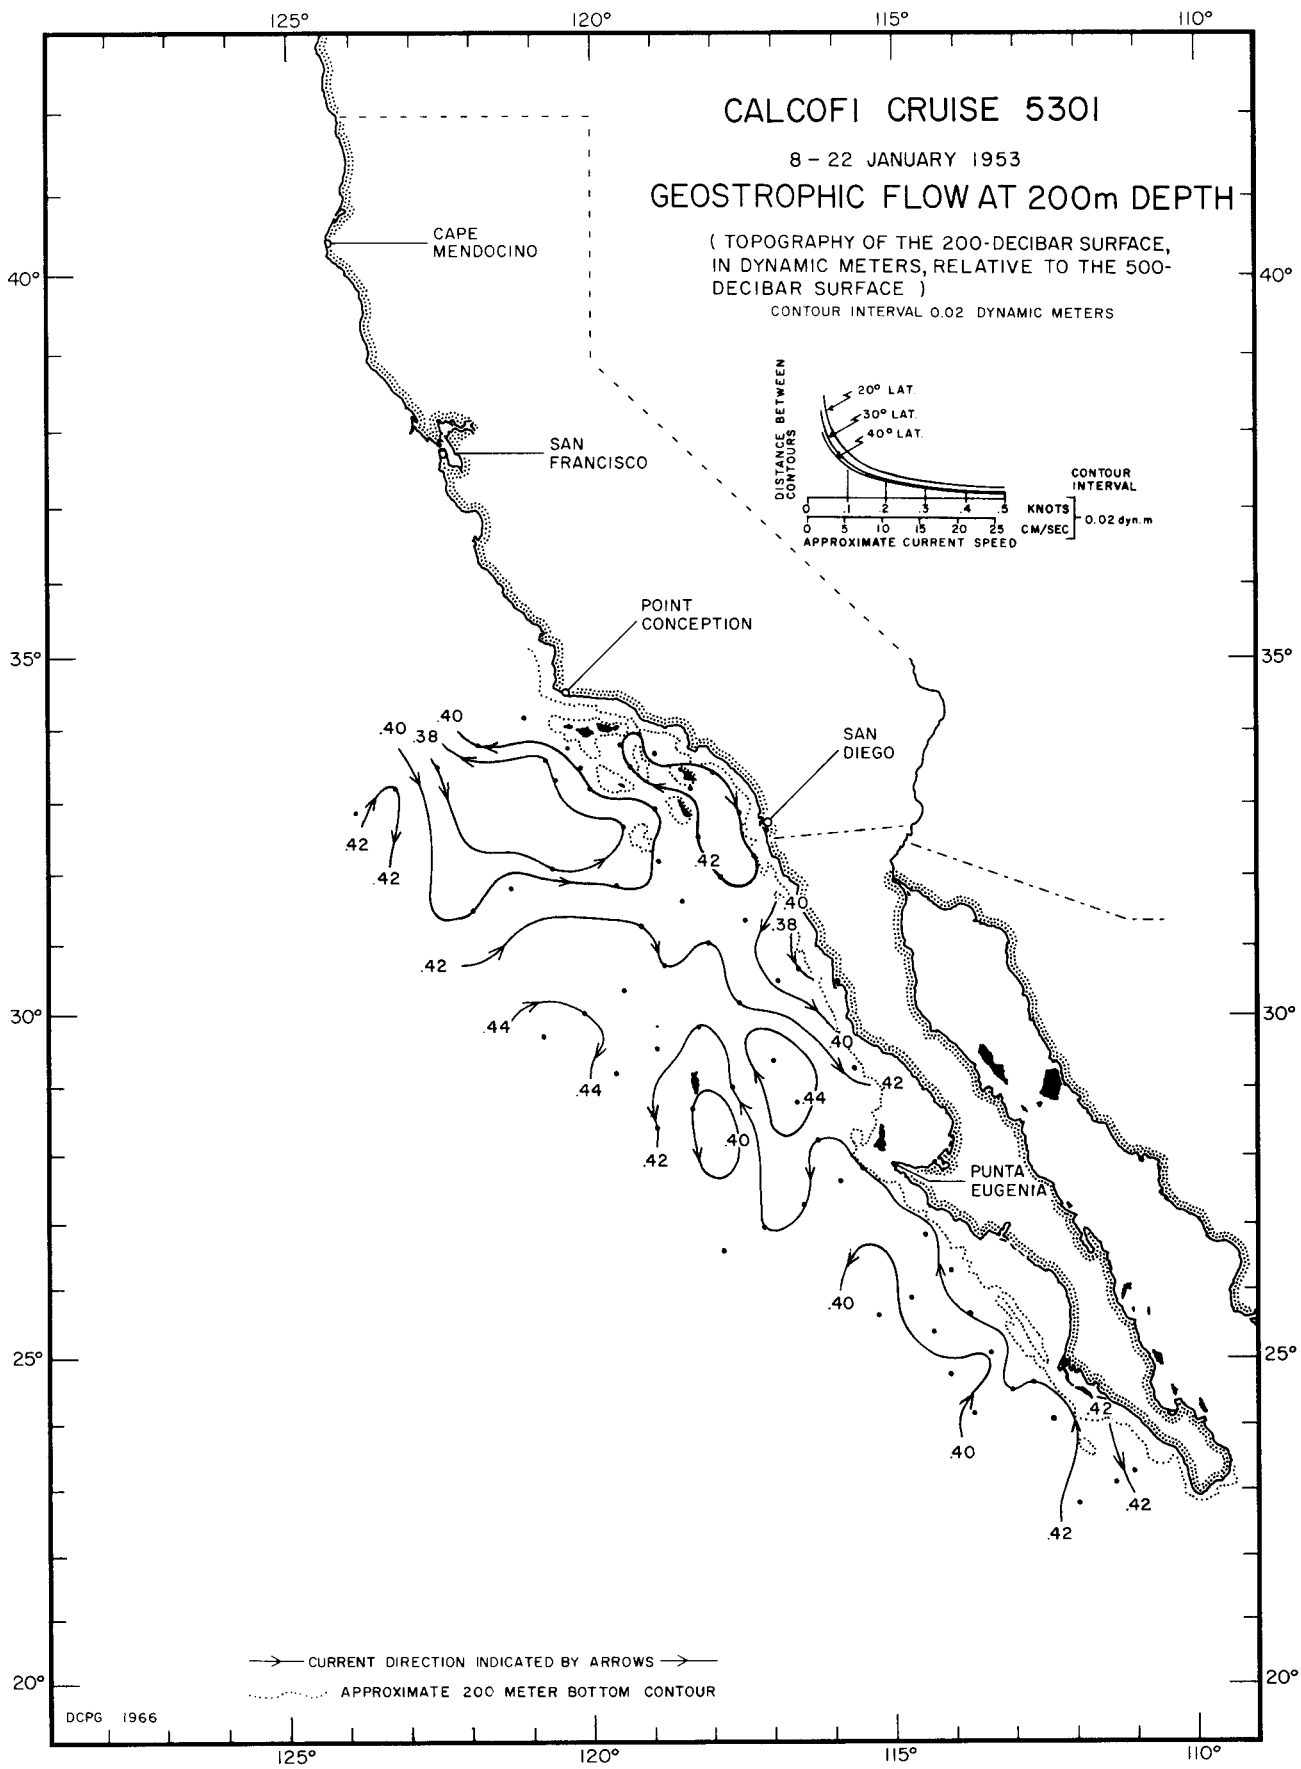 125°
120°
115°
110°
CALCOFI CRUISE 5301
8 – 22 JANUARY 1953
GEOSTROPHIC FLOW AT 200m DEPTH
( TOPOGRAPHY OF THE 200-DECIBAR SURFACE,
IN DYNAMIC METERS, RELATIVE TO THE 500-
DECIBAR SURFACE )
CONTOUR INTERVAL 0.02 DYNAMIC METERS
CAPE
MENDOCINO
40°
40°
DISTANCE BETWEEN
CONTOURS
20° LAT.
30° LAT.
40° LAT.
CONTOUR
INTERVAL
0 .1 .2 .3 .4 .5 KNOTS
0 5 10 15 20 25 CM/SEC
0.02 dyn. m
APPROXIMATE CURRENT SPEED
SAN
FRANCISCO
POINT
CONCEPTION
35°
35°
SAN
DIEGO
.40
.40
.38
.42
.42
.42
.40
.38
.42
30°
30°
.44
.40
.42
.44
.44
.40
.42
PUNTA
EUGENIA
.40
25°
25°
.42
.40
.42
.42
CURRENT DIRECTION INDICATED BY ARROWS
APPROXIMATE 200 METER BOTTOM CONTOUR
20°
20°
DCPG 1966
125°
120°
115°
110°